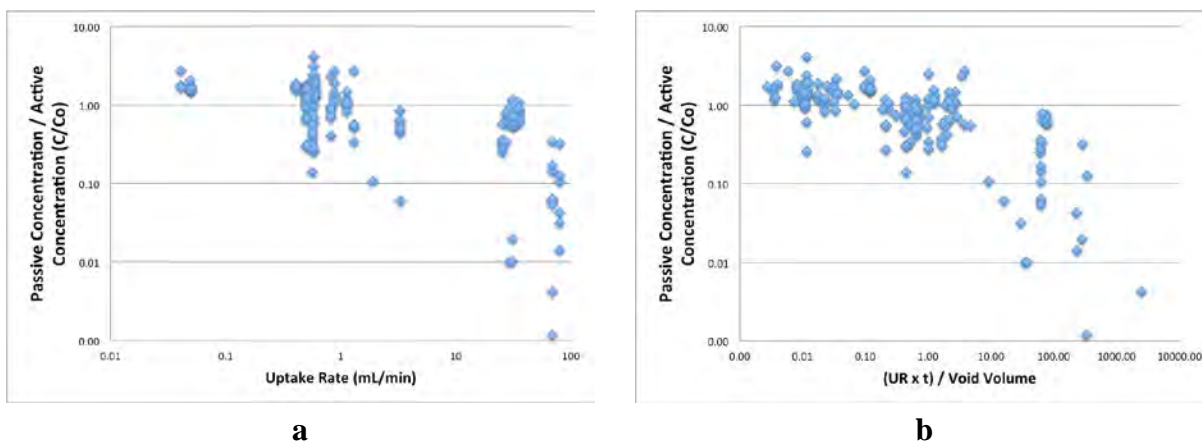 Passive Concentration / Active
Concentration (C/Co)
10.00
1.00
0.10
0.01
0.00
0.01
0.1
1
10
100
Uptake Rate (mL/min)
a
Passive Concentration / Active
Concentration (C/Co)
10.00
1.00
0.10
0.01
0.00
0.00
0.01
0.10
1.00
10.00
100.00
1000.00
10000.00
(UR x t) / Void Volume
b